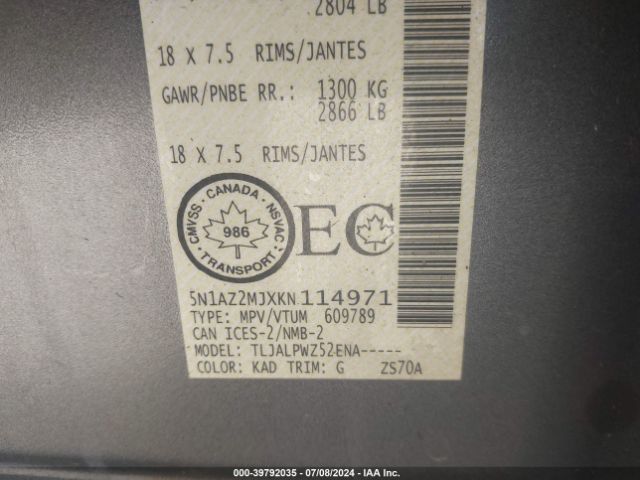 2804 LB
18 X 7.5 RIMS/JANTES
GAWR/PNBE RR.: 1300 KG
2866 LB
18 X 7.5 RIMS/JANTES
CMVSS · CANADA · NSVAC
986
TRANSPORT
EC
5N1AZ2MJXKN114971
TYPE: MPV/VTUM 609789
CAN ICES-2/NMB-2
MODEL: TLJALPWZ52ENA-----
COLOR: KAD TRIM: G ZS70A
000-39792035 - 07/08/2024 - IAA Inc.